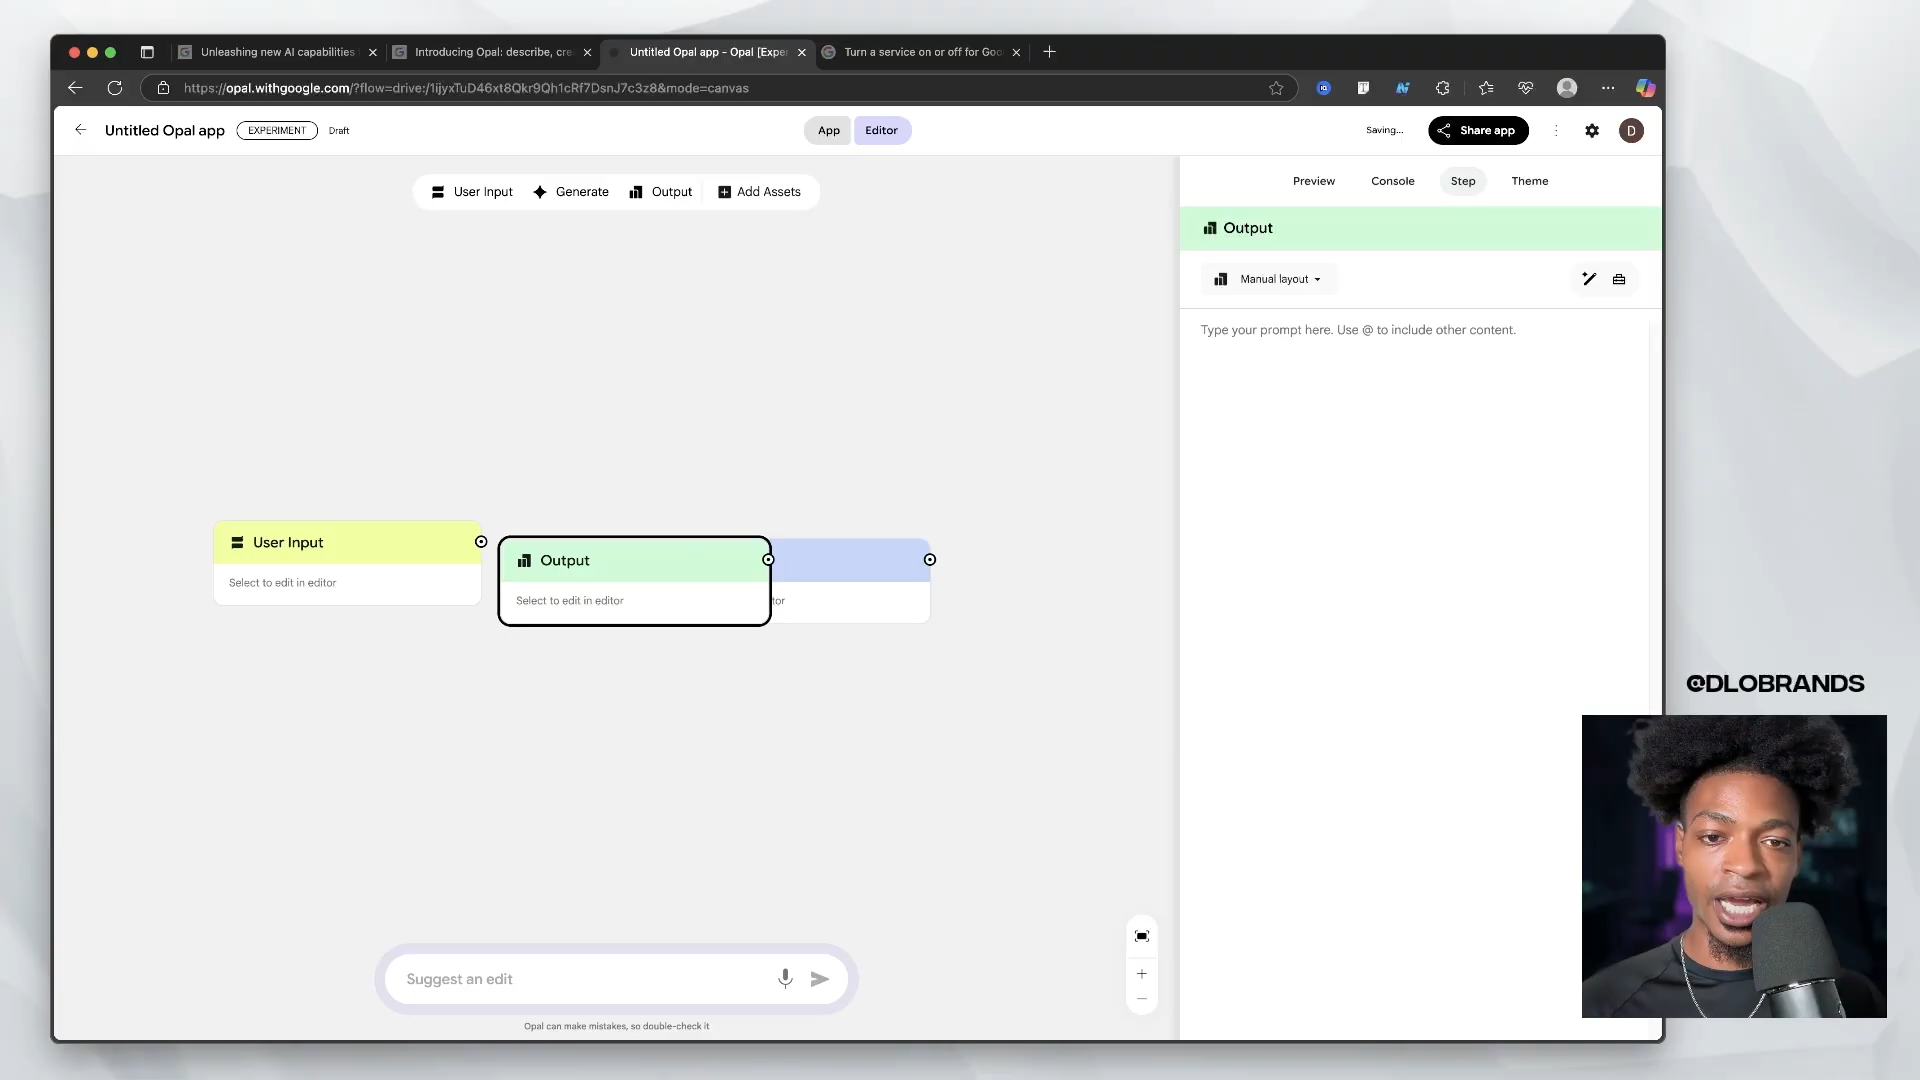 Unleashing new AI capabilities
Introducing Opal: describe, cre
Untitled Opal app - Opal [Exper
Turn a service on or off for Goo
https://opal.withgoogle.com/?flow=drive:/1ijyxTuD46xt8Qkr9Qh1cRf7DsnJ7c3z8&mode=canvas
Untitled Opal app
EXPERIMENT
Draft
App
Editor
Saving...
Share app
D
User Input
Generate
Output
Add Assets
Preview
Console
Step
Theme
Output
Manual layout
Type your prompt here. Use @ to include other content.
User Input
Select to edit in editor
Output
Select to edit in editor
tor
@DLOBRANDS
Suggest an edit
Opal can make mistakes, so double-check it